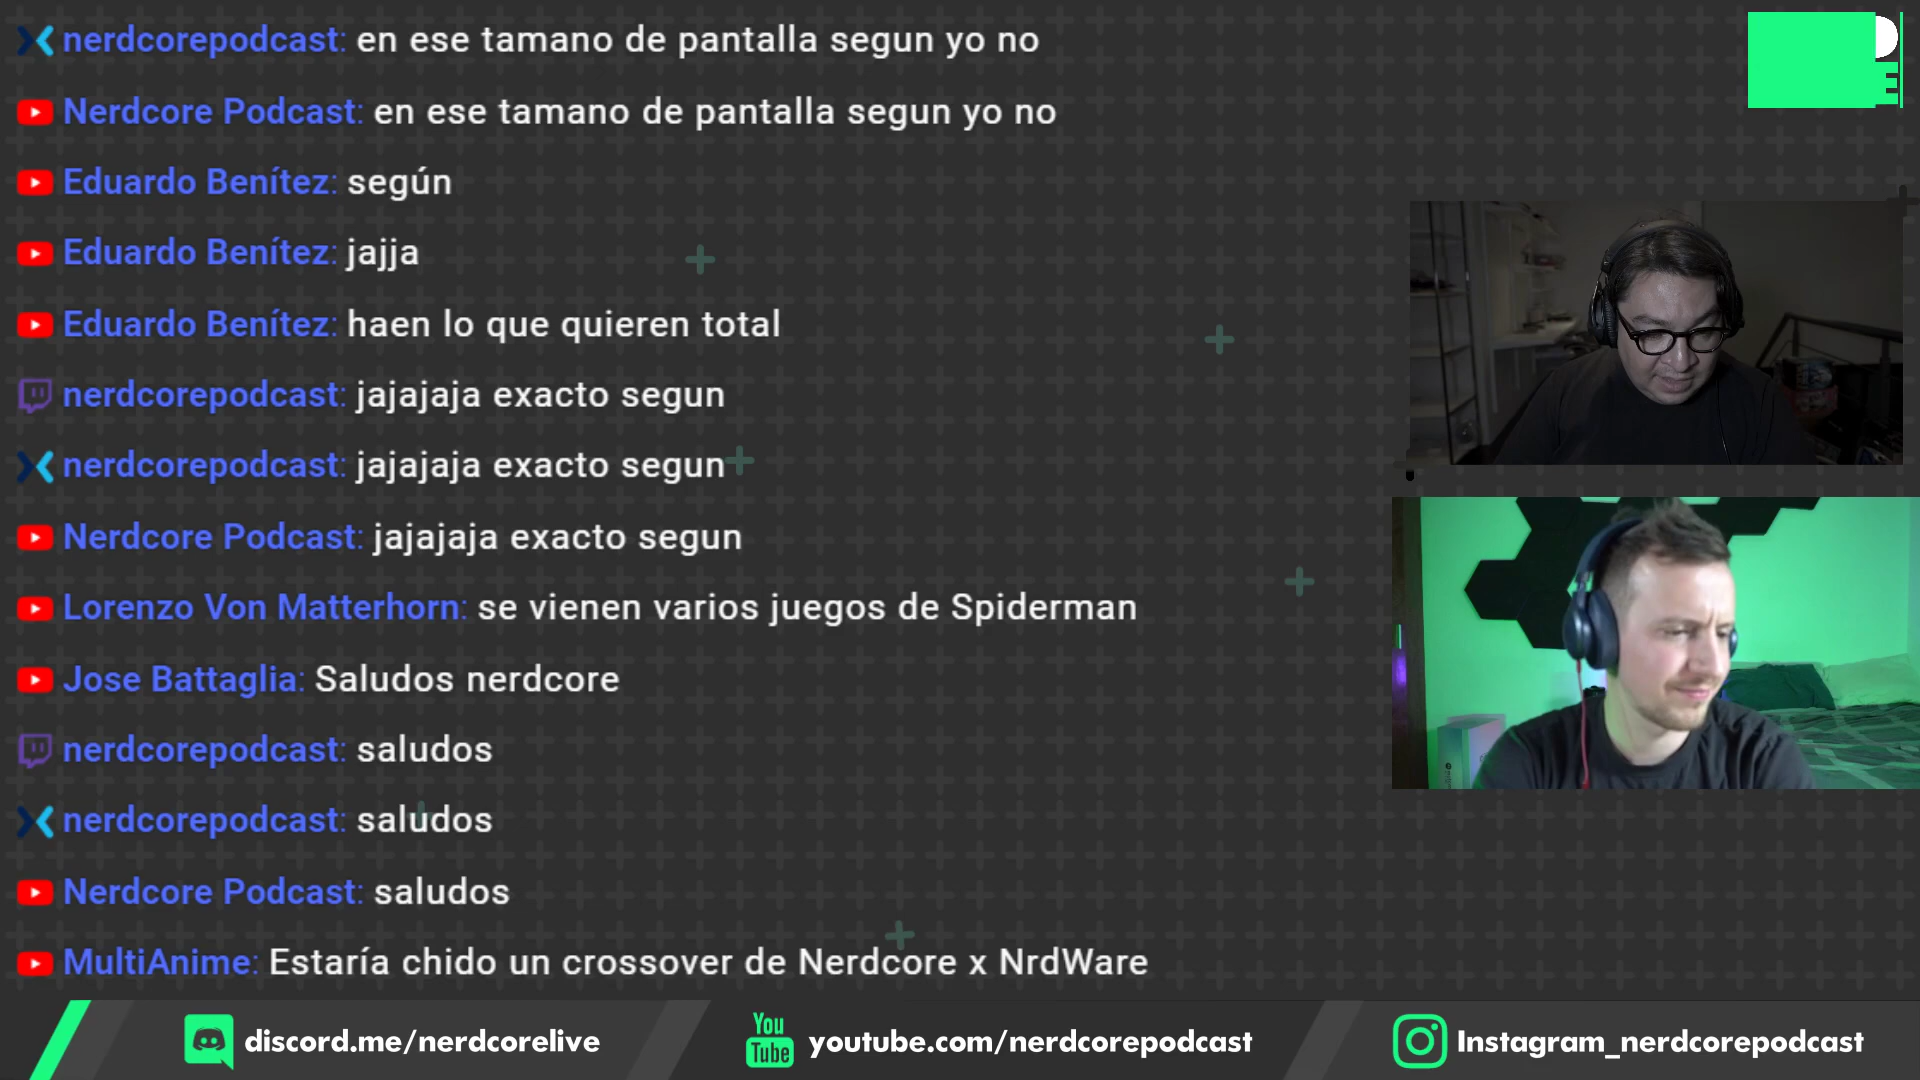 nerdcorepodcast: en ese tamano de pantalla segun yo no
Nerdcore Podcast: en ese tamano de pantalla segun yo no
Eduardo Benítez: según
Eduardo Benítez: jajja
Eduardo Benítez: haen lo que quieren total
nerdcorepodcast: jajajaja exacto segun
nerdcorepodcast: jajajaja exacto segun
Nerdcore Podcast: jajajaja exacto segun
Lorenzo Von Matterhorn: se vienen varios juegos de Spiderman
Jose Battaglia: Saludos nerdcore
nerdcorepodcast: saludos
nerdcorepodcast: saludos
Nerdcore Podcast: saludos
MultiAnime: Estaría chido un crossover de Nerdcore x NrdWare
discord.me/nerdcorelive
You
Tube
youtube.com/nerdcorepodcast
Instagram_nerdcorepodcast